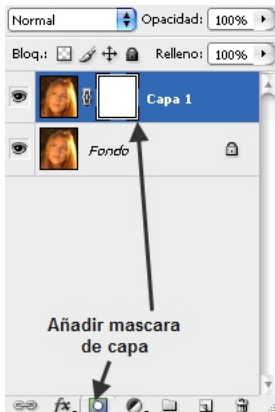 Normal Opacidad: 100%
Bloq.: Relleno: 100%
Capa 1
Fondo
Añadir mascara
de capa
fx.